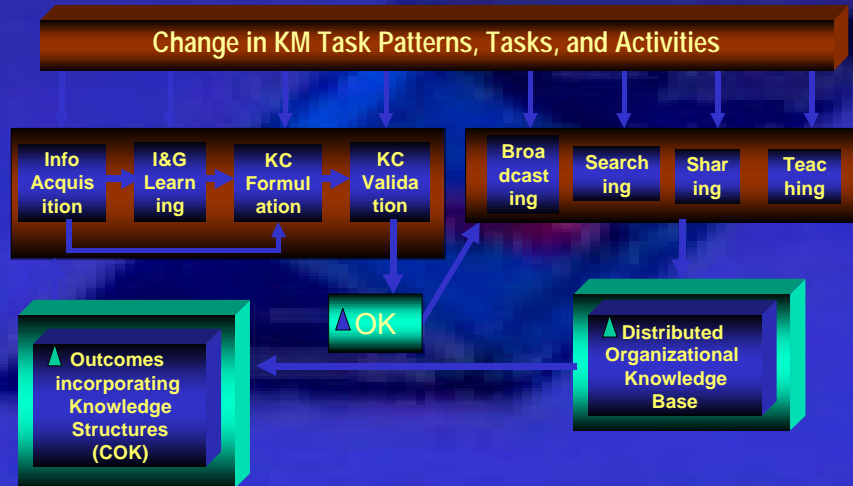 Change in KM Task Patterns, Tasks, and Activities
Info
Acquis
ition
I&G
Learn
ing
KC
Formul
ation
KC
Valida
tion
Broa
dcast
ing
Search
ing
Shar
ing
Teac
hing
OK
Outcomes
incorporating
Knowledge
Structures
(COK)
Distributed
Organizational
Knowledge
Base